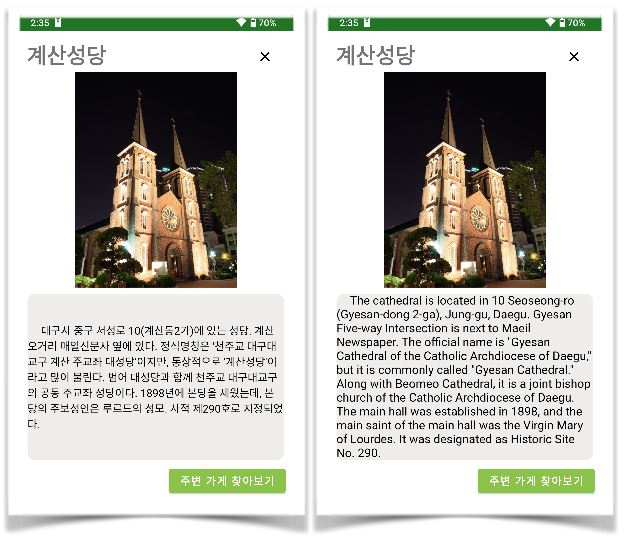 2:35 70%
계산성당 ×
대구시 중구 서성로 10(계산동2가)에 있는 성당. 계산
오거리 매일신문사 옆에 있다. 정식명칭은 '천주교 대구대
교구 계산 주교좌 대성당'이지만, 통상적으로 '계산성당'이
라고 많이 불린다. 범어 대성당과 함께 천주교 대구대교구
의 공동 주교좌 성당이다. 1898년에 본당을 세웠는데, 본
당의 주보성인은 루르드의 성모. 사적 제290호로 지정되었
다.
주변 가게 찾아보기
2:35 70%
계산성당 ×
The cathedral is located in 10 Seoseong-ro
(Gyesan-dong 2-ga), Jung-gu, Daegu. Gyesan
Five-way Intersection is next to Maeil
Newspaper. The official name is "Gyesan
Cathedral of the Catholic Archdiocese of Daegu,"
but it is commonly called "Gyesan Cathedral."
Along with Beomeo Cathedral, it is a joint bishop
church of the Catholic Archdiocese of Daegu.
The main hall was established in 1898, and the
main saint of the main hall was the Virgin Mary
of Lourdes. It was designated as Historic Site
No. 290.
주변 가게 찾아보기